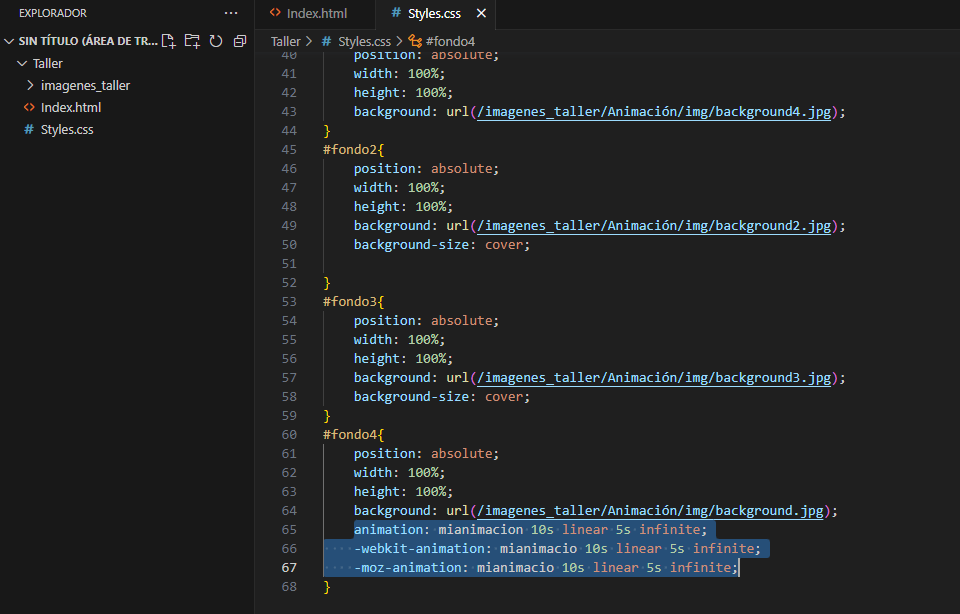 EXPLORADOR
SIN TÍTULO (ÁREA DE TR...
Taller
imagenes_taller
Index.html
Styles.css
Index.html
Styles.css
Taller > Styles.css > #fondo4
40 position: absolute;
41 width: 100%;
42 height: 100%;
43 background: url(/imagenes_taller/Animación/img/background4.jpg);
44 }
45 #fondo2{
46 position: absolute;
47 width: 100%;
48 height: 100%;
49 background: url(/imagenes_taller/Animación/img/background2.jpg);
50 background-size: cover;
51
52 }
53 #fondo3{
54 position: absolute;
55 width: 100%;
56 height: 100%;
57 background: url(/imagenes_taller/Animación/img/background3.jpg);
58 background-size: cover;
59 }
60 #fondo4{
61 position: absolute;
62 width: 100%;
63 height: 100%;
64 background: url(/imagenes_taller/Animación/img/background.jpg);
65 animation: mianimacion 10s linear 5s infinite;
66 -webkit-animation: mianimacio 10s linear 5s infinite;
67 -moz-animation: mianimacio 10s linear 5s infinite;
68 }